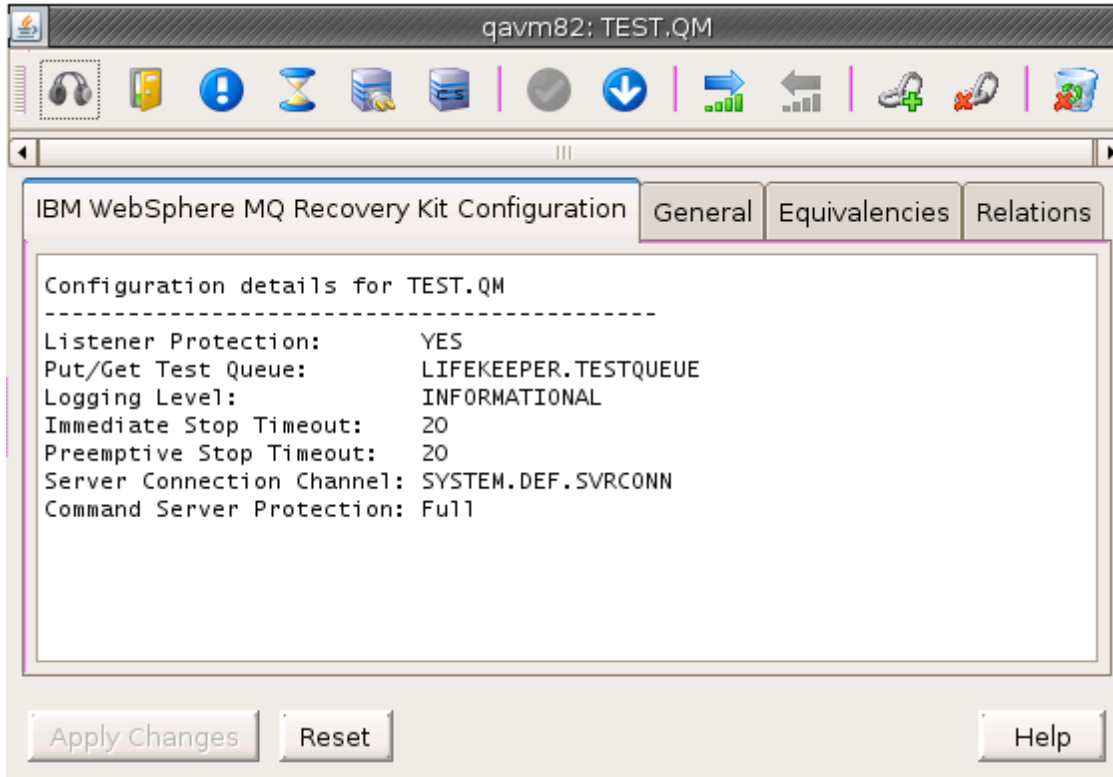 qavm82: TEST.QM
CS
IBM WebSphere MQ Recovery Kit Configuration General Equivalencies Relations
Configuration details for TEST.QM
--------------------------------------------
Listener Protection: YES
Put/Get Test Queue: LIFEKEEPER.TESTQUEUE
Logging Level: INFORMATIONAL
Immediate Stop Timeout: 20
Preemptive Stop Timeout: 20
Server Connection Channel: SYSTEM.DEF.SVRCONN
Command Server Protection: Full
Apply Changes Reset Help